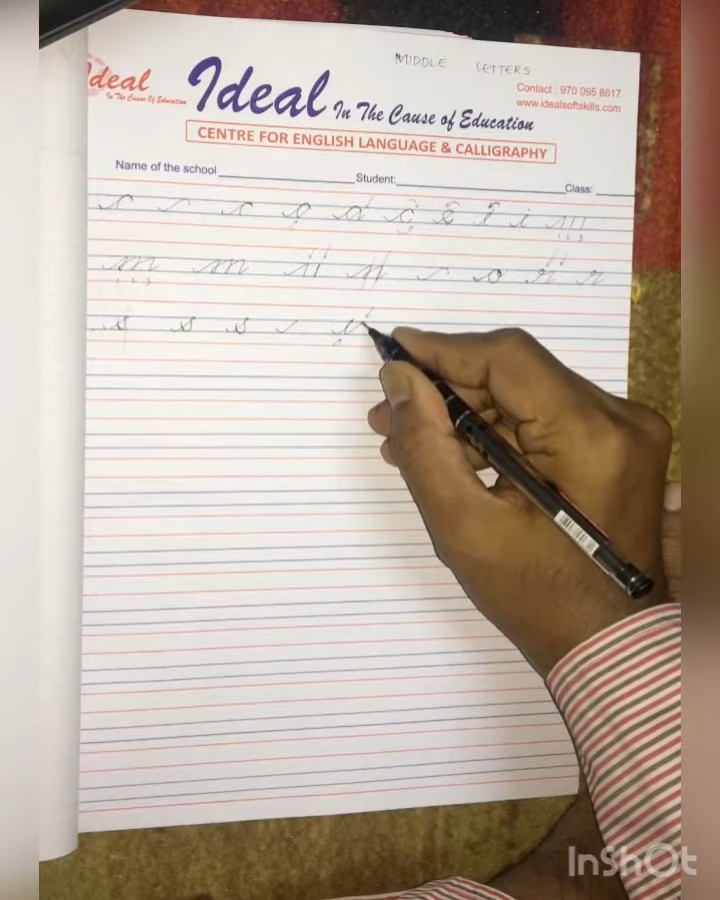 MIDDLE LETTERS
Ideal
In The Cause Of Education
Ideal In The Cause of Education
Contact : 970 095 8617
www.idealsoftskills.com
CENTRE FOR ENGLISH LANGUAGE & CALLIGRAPHY
Name of the school Student: Class:
a c e i i
m m n o r r
s s s
InShOt